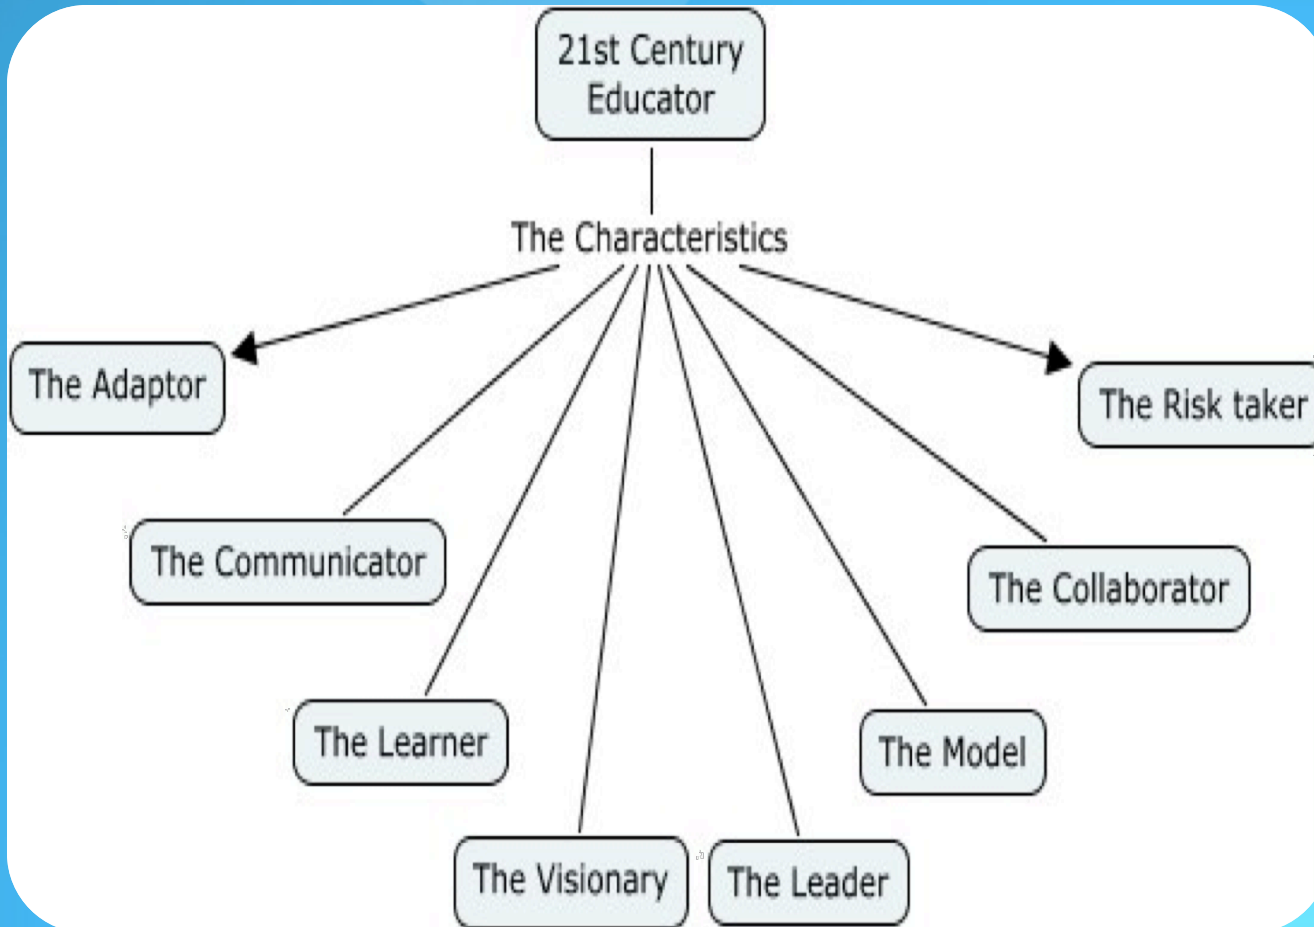 21st Century
Educator
The Characteristics
The Adaptor
The Risk taker
The Communicator
The Collaborator
The Learner
The Model
The Visionary
The Leader